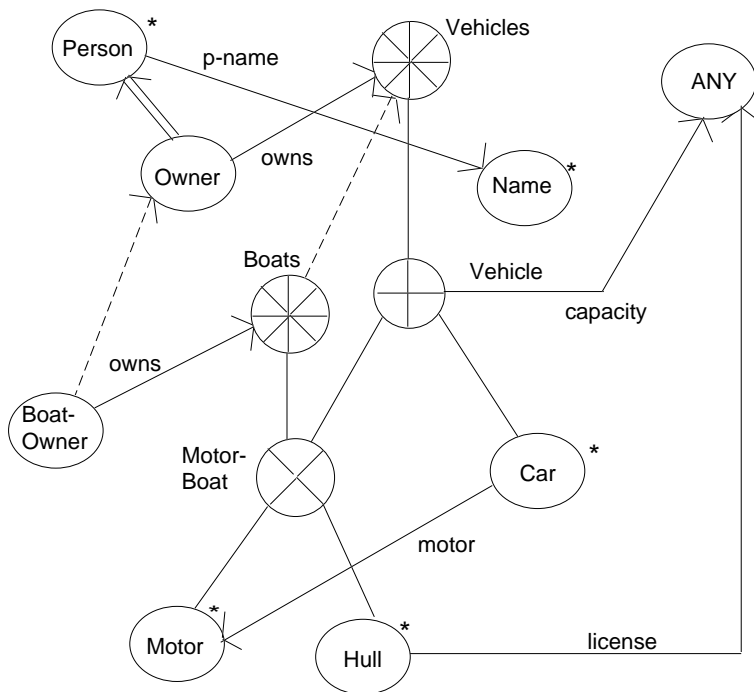 Vehicles
Person *
p-name
ANY
owns
Owner
Name *
Boats
Vehicle
capacity
owns
Boat-
Owner
Motor-
Boat
Car *
motor
Motor *
Hull *
license